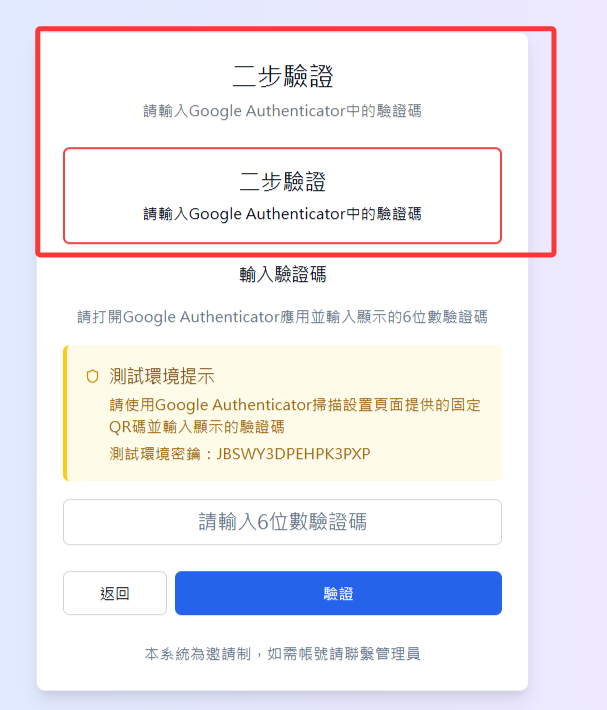 二步驗證
請輸入Google Authenticator中的驗證碼
二步驗證
請輸入Google Authenticator中的驗證碼
輸入驗證碼
請打開Google Authenticator應用並輸入顯示的6位數驗證碼
測試環境提示
請使用Google Authenticator掃描設置頁面提供的固定
QR碼並輸入顯示的驗證碼
測試環境密鑰：JBSWY3DPEHPK3PXP
請輸入6位數驗證碼
返回
驗證
本系統為邀請制，如需帳號請聯繫管理員